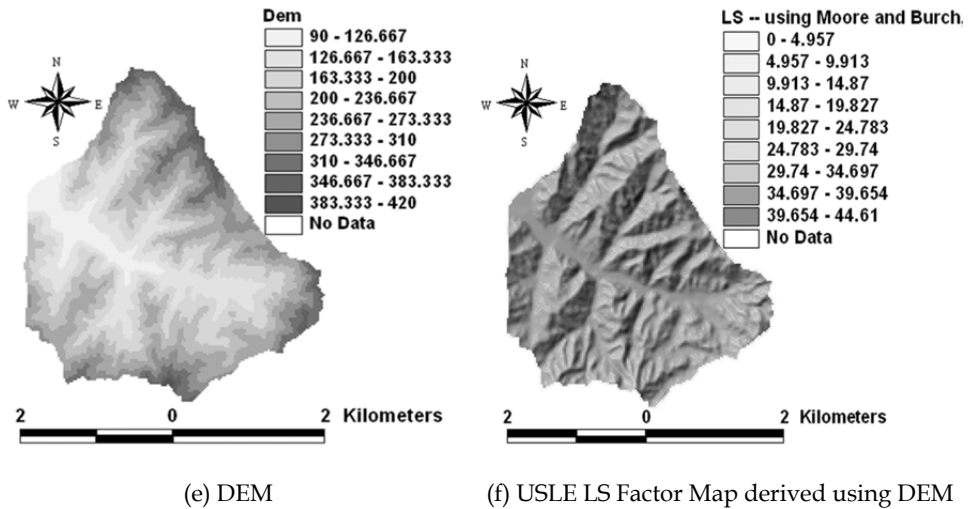 Dem
90 - 126.667
126.667 - 163.333
163.333 - 200
200 - 236.667
236.667 - 273.333
273.333 - 310
310 - 346.667
346.667 - 383.333
383.333 - 420
No Data
N
W E
S
2 0 2 Kilometers
(e) DEM
LS -- using Moore and Burch.
0 - 4.957
4.957 - 9.913
9.913 - 14.87
14.87 - 19.827
19.827 - 24.783
24.783 - 29.74
29.74 - 34.697
34.697 - 39.654
39.654 - 44.61
No Data
N
W E
S
2 0 2 Kilometers
(f) USLE LS Factor Map derived using DEM